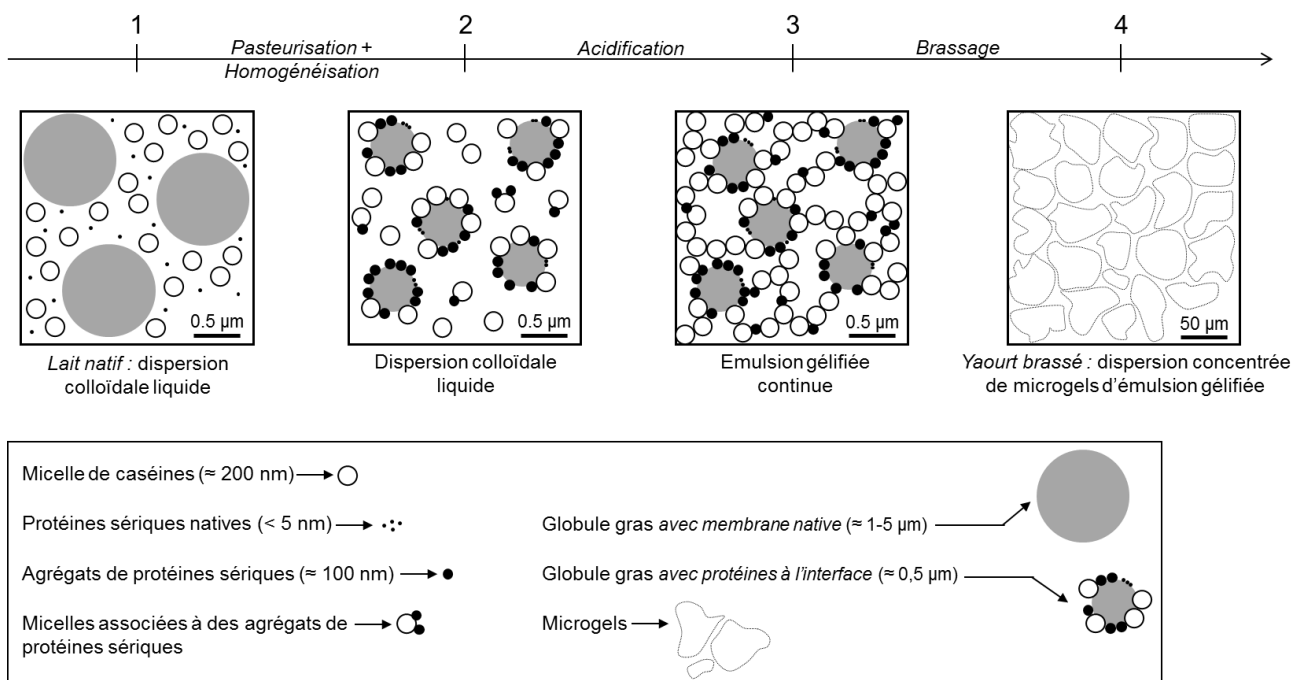 1
2
3
4
Pasteurisation +
Homogénéisation
Acidification
Brassage
0.5 µm
0.5 µm
0.5 µm
50 µm
Lait natif : dispersion
colloïdale liquide
Dispersion colloïdale
liquide
Emulsion gélifiée
continue
Yaourt brassé : dispersion concentrée
de microgels d'émulsion gélifiée
Micelle de caséines (≈ 200 nm)
Protéines sériques natives (< 5 nm)
Agrégats de protéines sériques (≈ 100 nm)
Micelles associées à des agrégats de
protéines sériques
Globule gras avec membrane native (≈ 1-5 µm)
Globule gras avec protéines à l'interface (≈ 0,5 µm)
Microgels